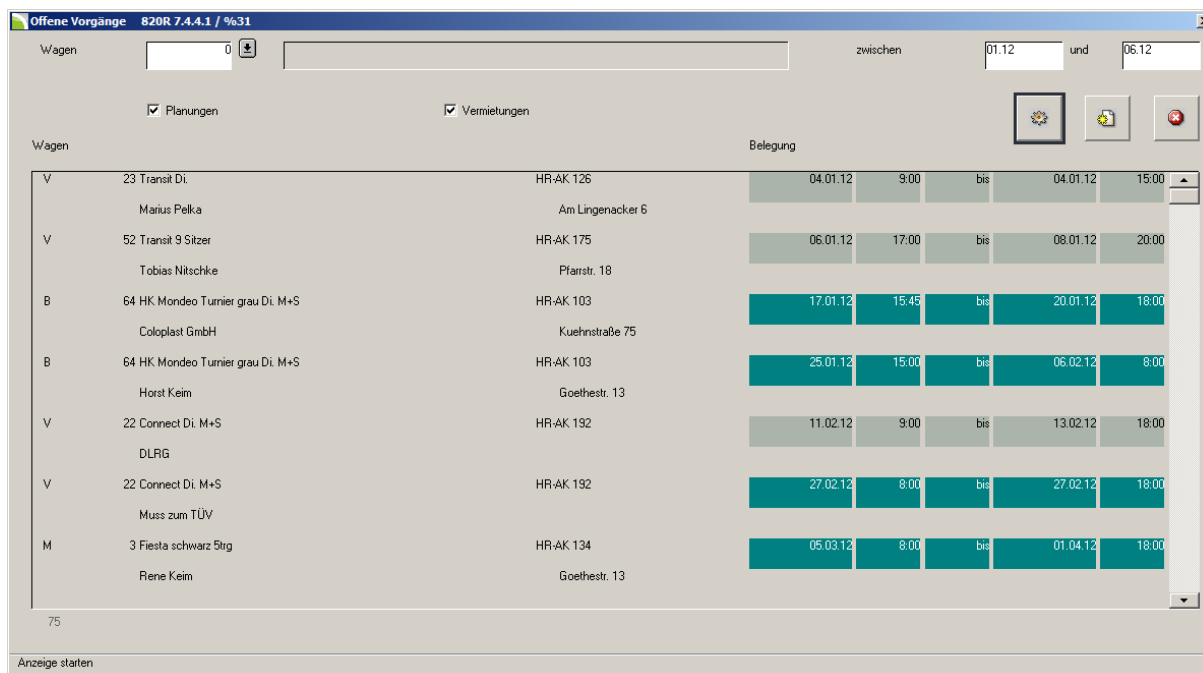 Offene Vorgänge 820R 7.4.4.1 / %31
Wagen 0 zwischen 01.12 und 06.12
Planungen Vermietungen
Wagen Belegung
V 23 Transit Di. HR-AK 126 04.01.12 9:00 bis 04.01.12 15:00
Marius Pelka Am Lingenacker 6
V 52 Transit 9 Sitzer HR-AK 175 06.01.12 17:00 bis 08.01.12 20:00
Tobias Nitschke Pfarrstr. 18
B 64 HK Mondeo Turnier grau Di. M+S HR-AK 103 17.01.12 15:45 bis 20.01.12 18:00
Coloplast GmbH Kuehnstraße 75
B 64 HK Mondeo Turnier grau Di. M+S HR-AK 103 25.01.12 15:00 bis 06.02.12 8:00
Horst Keim Goethestr. 13
V 22 Connect Di. M+S HR-AK 192 11.02.12 9:00 bis 13.02.12 18:00
DLRG
V 22 Connect Di. M+S HR-AK 192 27.02.12 8:00 bis 27.02.12 18:00
Muss zum TÜV
M 3 Fiesta schwarz 5trg HR-AK 134 05.03.12 8:00 bis 01.04.12 18:00
Rene Keim Goethestr. 13
75
Anzeige starten